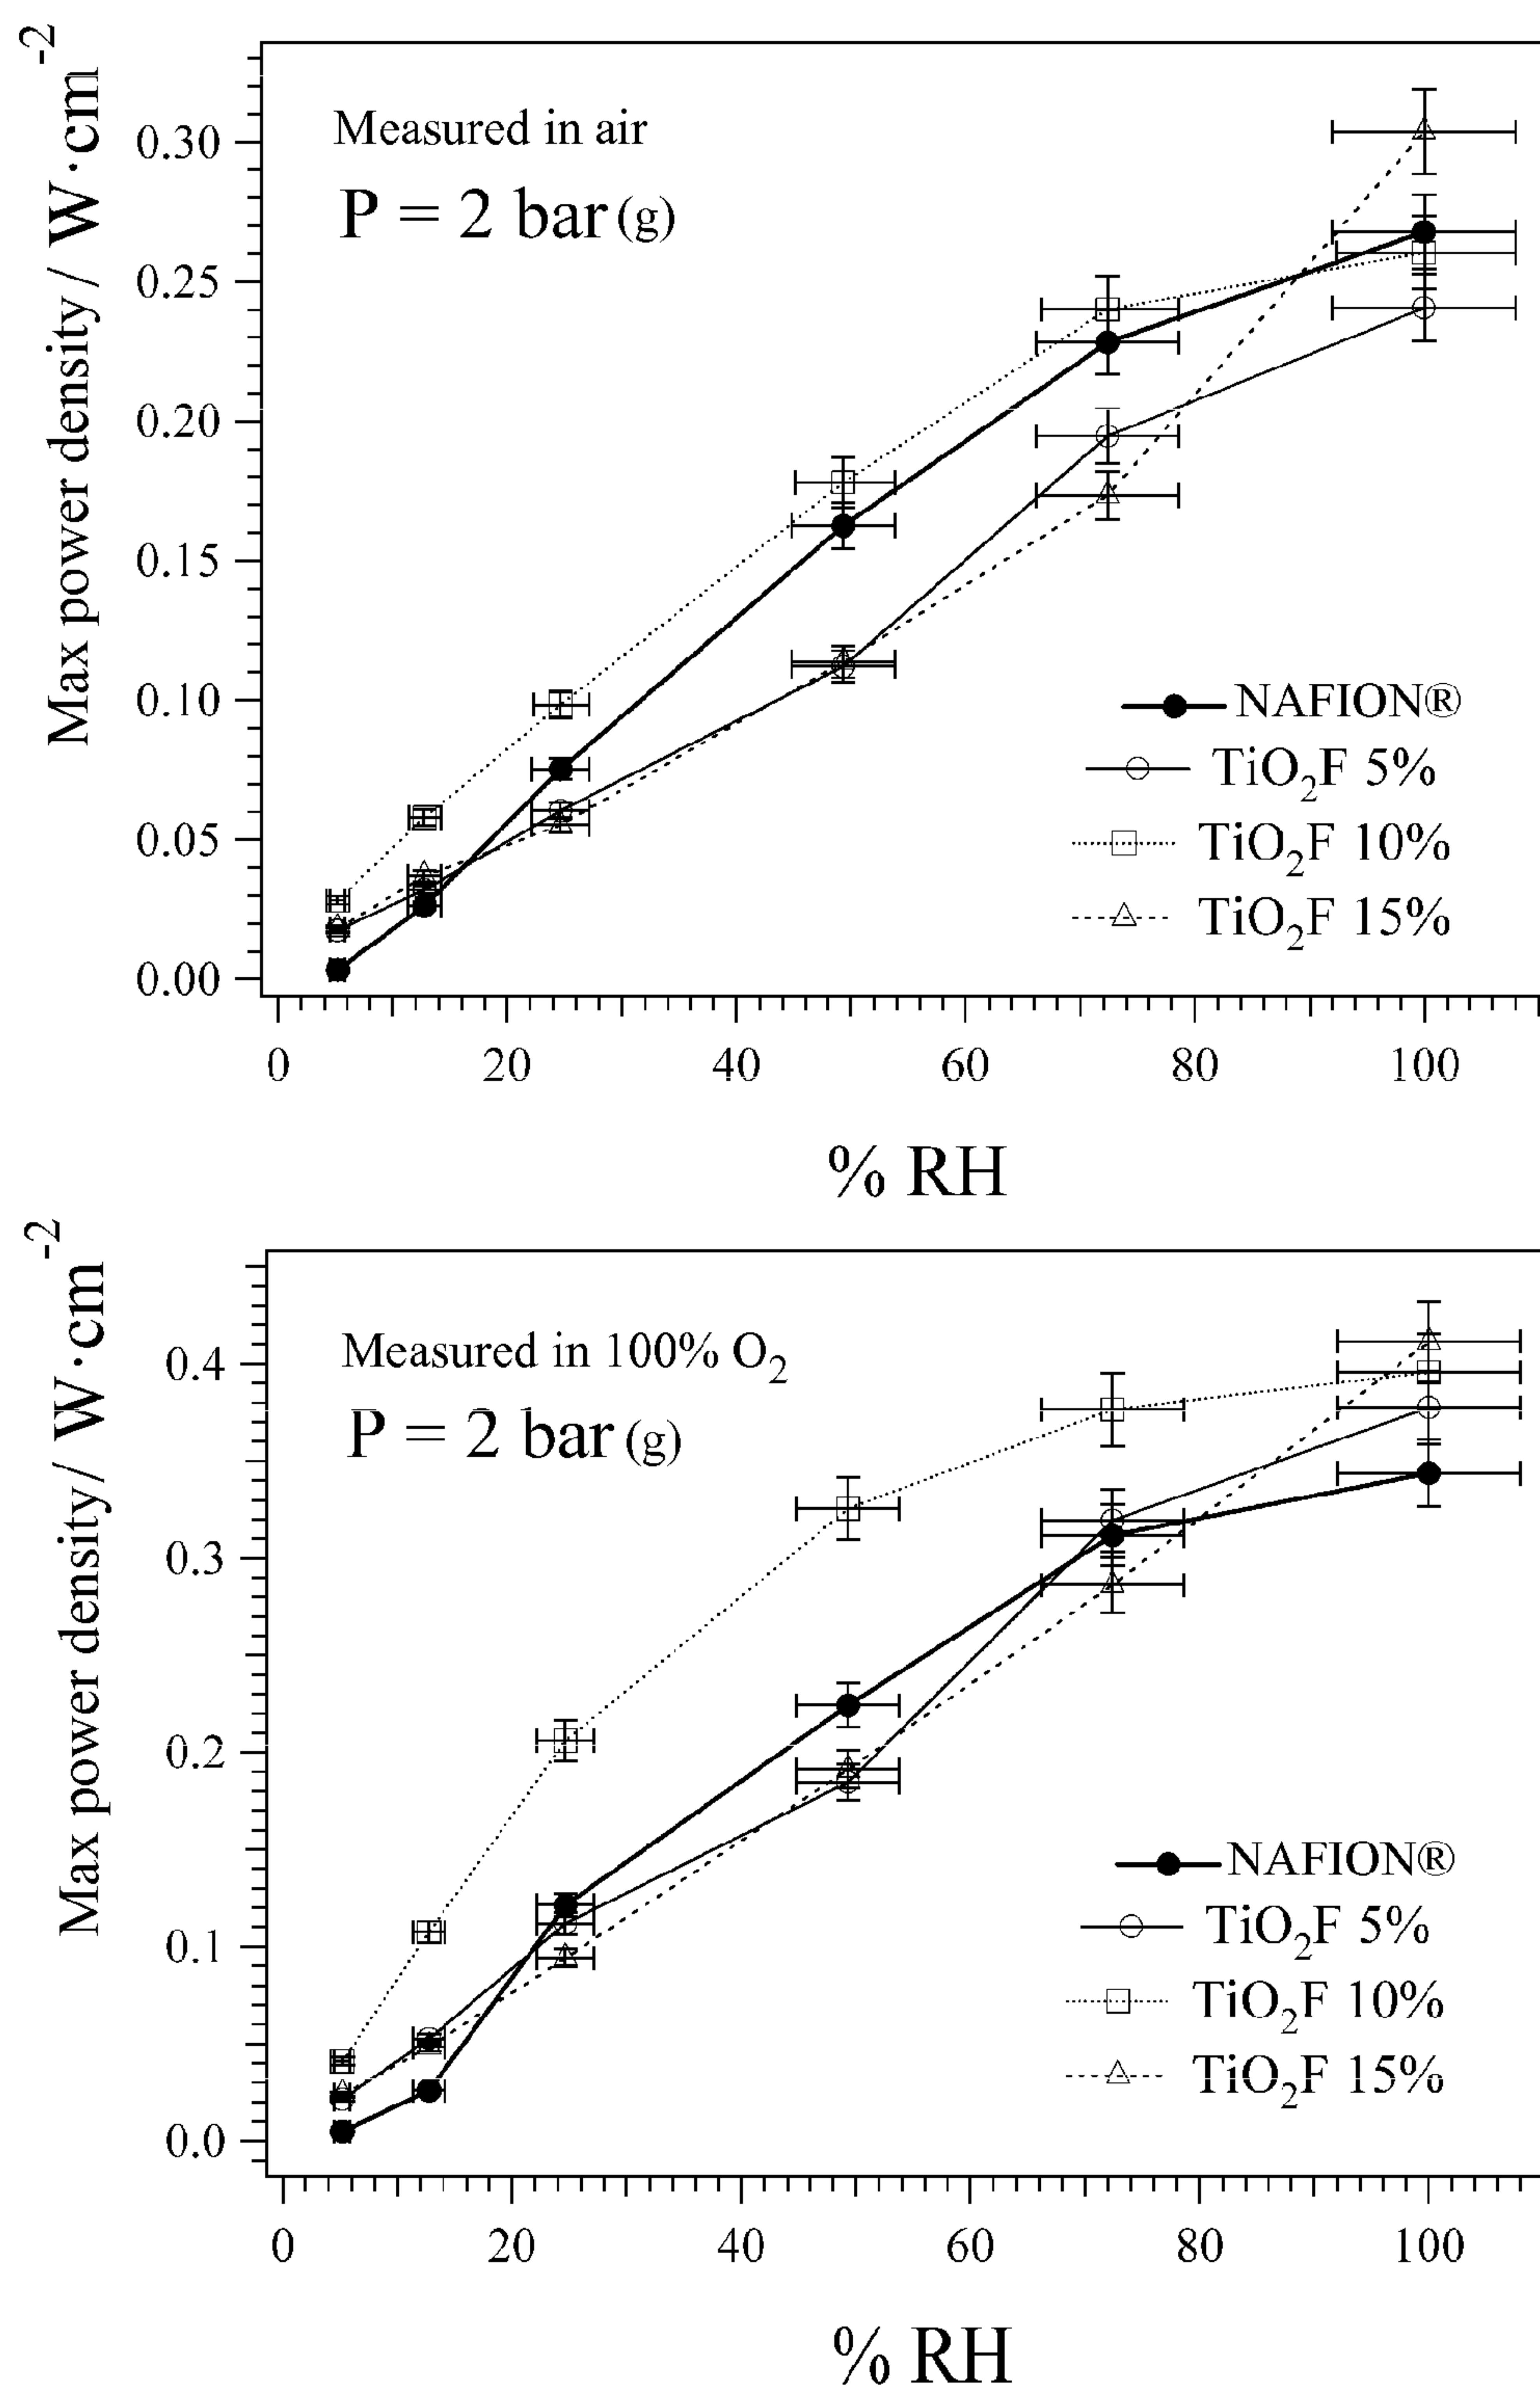 Max power density / W·cm-2
Measured in air
P = 2 bar (g)
0.30
0.25
0.20
0.15
0.10
0.05
0.00
NAFION®
TiO2F 5%
TiO2F 10%
TiO2F 15%
0 20 40 60 80 100
% RH
Max power density / W·cm-2
Measured in 100% O2
P = 2 bar (g)
0.4
0.3
0.2
0.1
0.0
NAFION®
TiO2F 5%
TiO2F 10%
TiO2F 15%
0 20 40 60 80 100
% RH